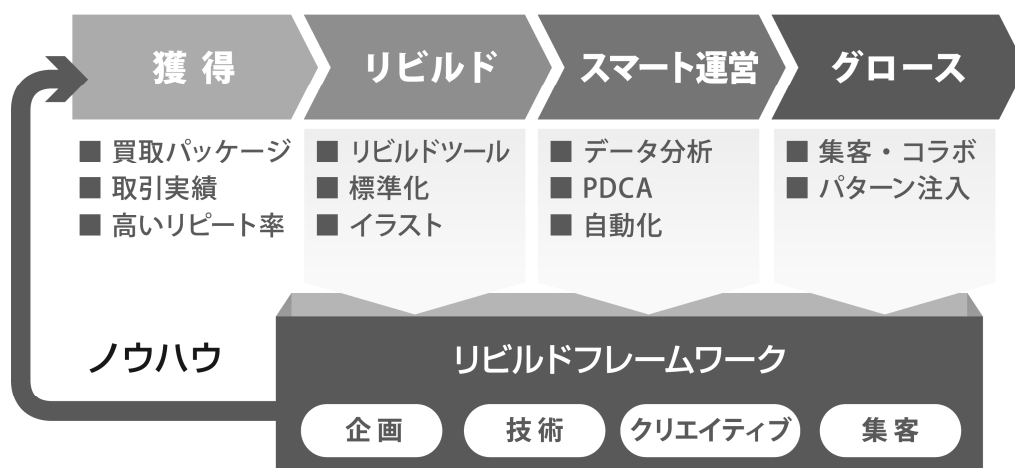 獲得
リビルド
スマート運営
グロース
■ 買取パッケージ
■ 取引実績
■ 高いリピート率
■ リビルドツール
■ 標準化
■ イラスト
■ データ分析
■ PDCA
■ 自動化
■ 集客・コラボ
■ パターン注入
ノウハウ
リビルドフレームワーク
企画
技術
クリエイティブ
集客